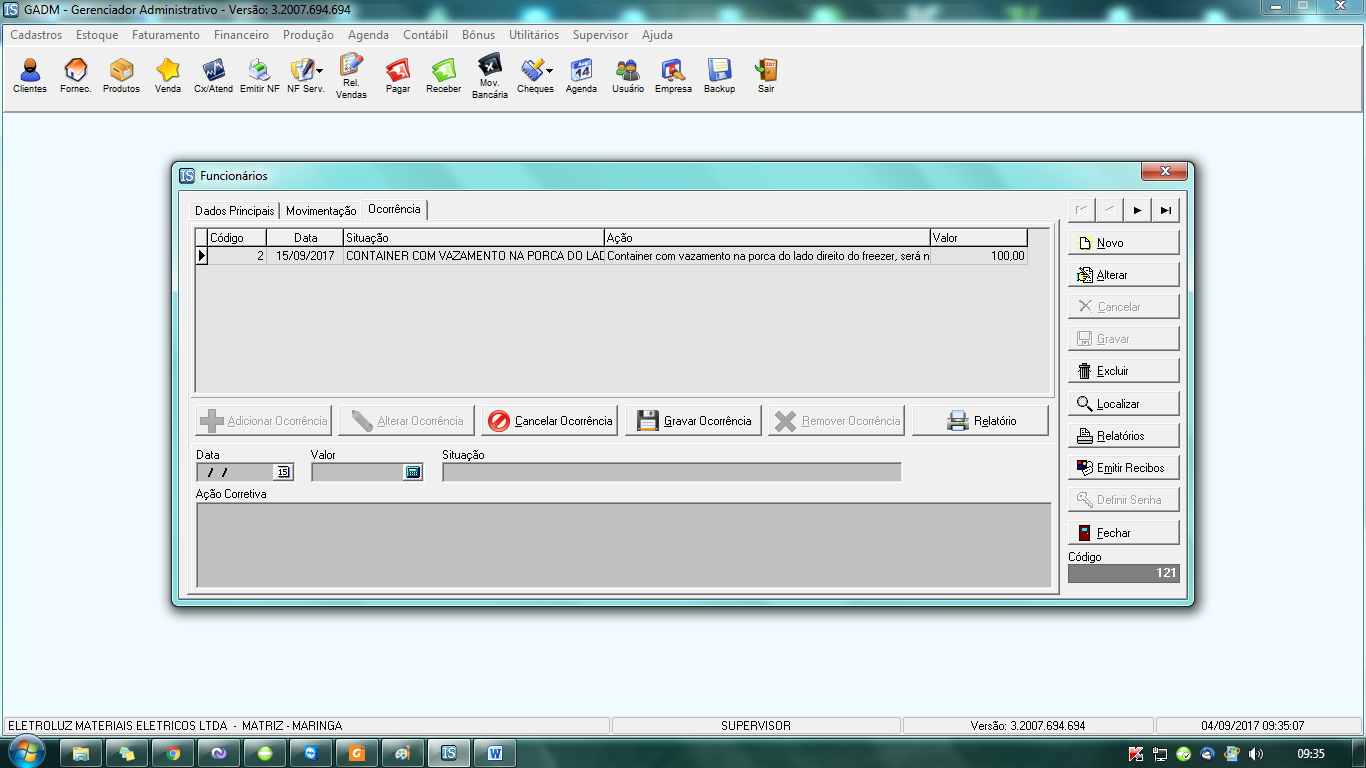 GADM - Gerenciador Administrativo - Versão: 3.2007.694.694
Cadastros Estoque Faturamento Financeiro Produção Agenda Contábil Bônus Utilitários Supervisor Ajuda
Clientes Fornec. Produtos Venda Cx/Atend Emitir NF NF Serv. Rel. Vendas Pagar Receber Mov. Bancária Cheques Agenda Usuário Empresa Backup Sair
Funcionários
Dados Principais Movimentação Ocorrência
Código Data Situação Ação Valor
2 15/09/2017 CONTAINER COM VAZAMENTO NA PORCA DO LAD Container com vazamento na porca do lado direito do freezer, será n 100,00
Novo
Alterar
Cancelar
Gravar
Excluir
Localizar
Relatórios
Emitir Recibos
Definir Senha
Fechar
Código
121
Adicionar Ocorrência Alterar Ocorrência Cancelar Ocorrência Gravar Ocorrência Remover Ocorrência Relatório
Data Valor Situação
/ / 15
Ação Corretiva
ELETROLUZ MATERIAIS ELETRICOS LTDA - MATRIZ - MARINGA SUPERVISOR Versão: 3.2007.694.694 04/09/2017 09:35:07
09:35